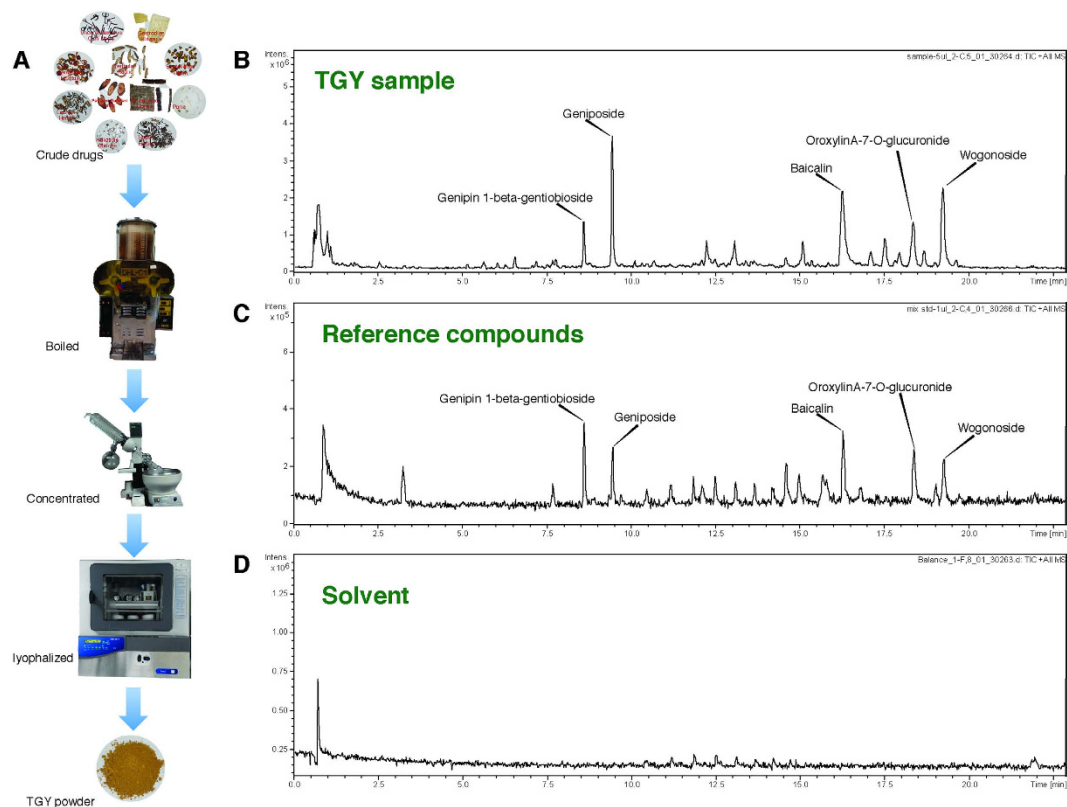 A
Crude drugs
Boiled
Concentrated
lyophalized
TGY powder
B
Intens.
x10⁶
sample-5ul_2-C,5_01_30264.d: TIC+All MS
TGY sample
Geniposide
Genipin 1-beta-gentiobioside
Baicalin
OroxylinA-7-O-glucuronide
Wogonoside
5
4
3
2
1
0
0.0 2.5 5.0 7.5 10.0 12.5 15.0 17.5 20.0 Time [min]
C
Intens.
x10⁵
mix std-1ul_2-C,4_01_30266.d: TIC+All MS
Reference compounds
Genipin 1-beta-gentiobioside
Geniposide
Baicalin
OroxylinA-7-O-glucuronide
Wogonoside
6
4
2
0
0.0 2.5 5.0 7.5 10.0 12.5 15.0 17.5 20.0 Time [min]
D
Intens.
x10⁶
Balance_1-F,8_01_30263.d: TIC+All MS
Solvent
1.25
1.00
0.75
0.50
0.25
0.0 2.5 5.0 7.5 10.0 12.5 15.0 17.5 20.0 Time [min]